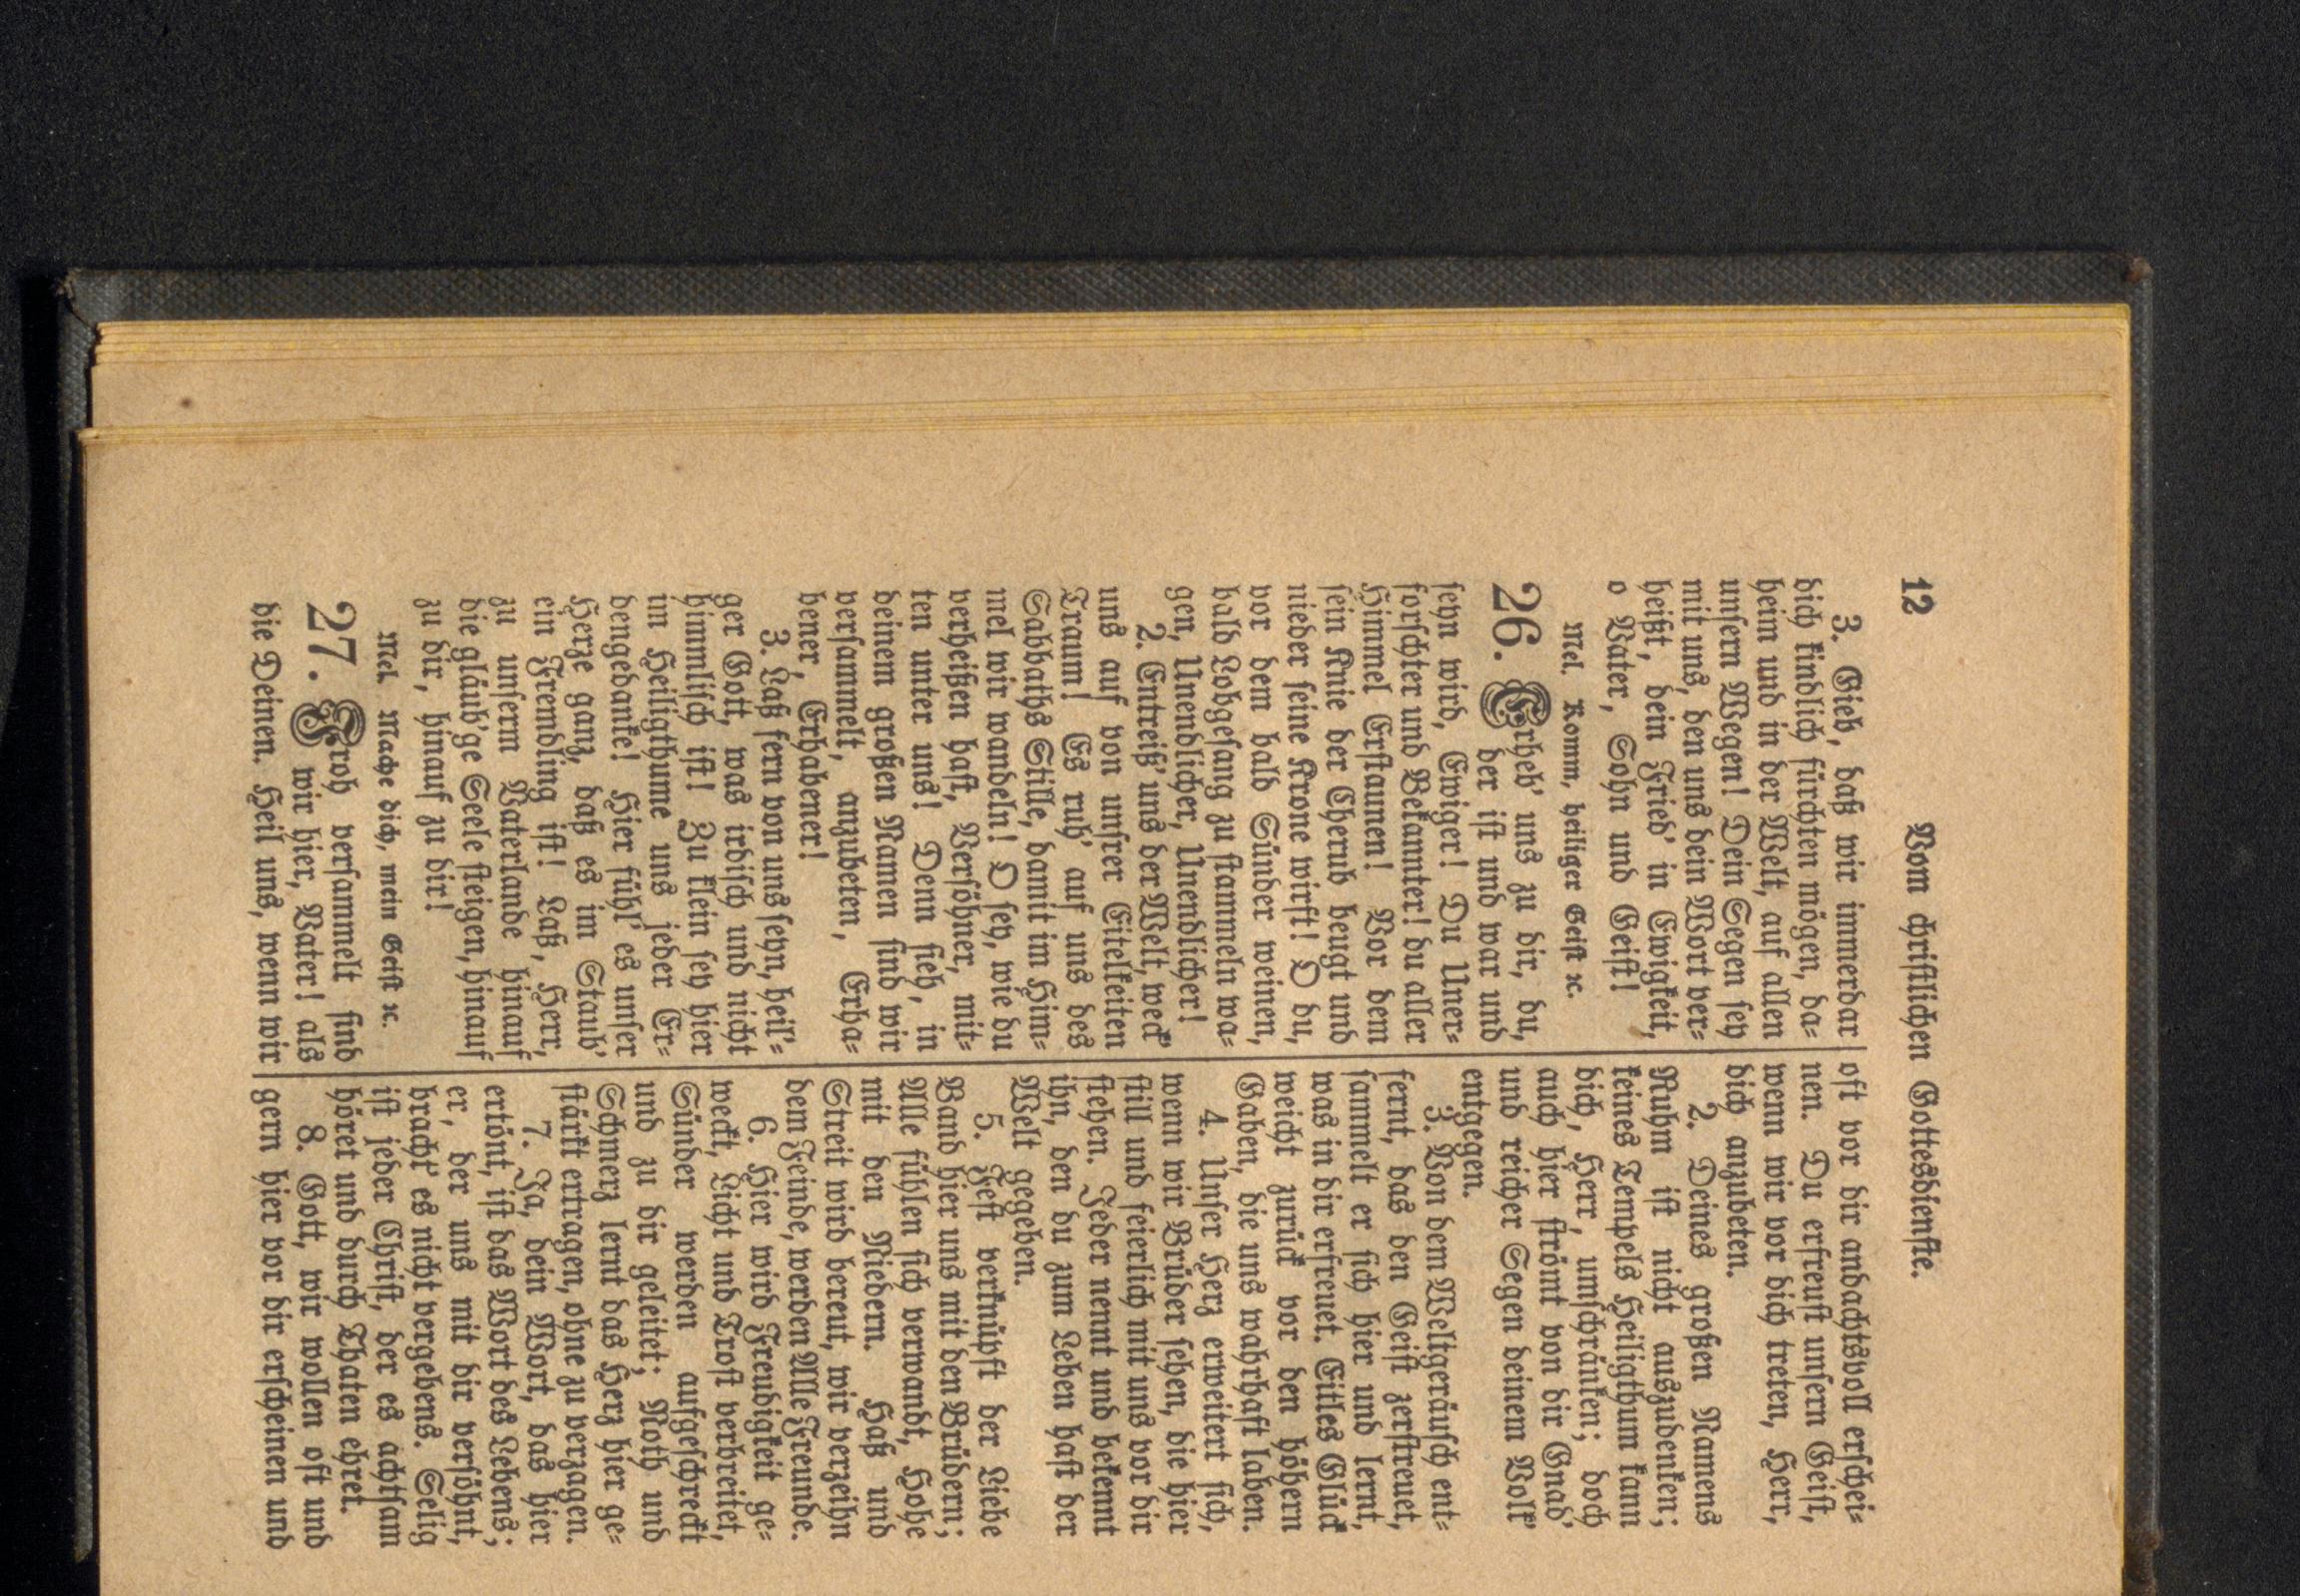 12 Vom christlichen Gottesdienste.
3. Gieb, daß wir immerdar
dich kindlich fürchten mögen, da-
heim und in der Welt, auf allen
unsern Wegen! Dein Segen sey
mit uns, den uns dein Wort ver-
heißt, dein Fried' in Ewigkeit,
o Vater, Sohn und Geist!
Mel. Komm, heiliger Geist ꝛc.
26. Erheb' uns zu dir, du,
der ist und war und
seyn wird, Ewiger! Du Uner-
forschter und Bekannter! du aller
Himmel Erstaunen! Vor dem
sein Knie der Cherub beugt und
nieder seine Krone wirft! O du,
vor dem bald Sünder weinen,
bald Lobgesang zu stammeln wa-
gen, Unendlicher, Unendlicher!
2. Entreiß' uns der Welt, weck'
uns auf von unsrer Eitelkeiten
Traum! Es ruh' auf uns des
Sabbaths Stille, damit im Him-
mel wir wandeln! O sey, wie du
verheißen hast, Versöhner, mit-
ten unter uns! Denn sieh, in
deinem großen Namen sind wir
versammelt, anzubeten, Erha-
bener, Erhabener!
3. Laß fern von uns seyn, heil'-
ger Gott, was irdisch und nicht
himmlisch ist! Zu klein sey hier
im Heiligthume uns jeder Er-
dengedanke! Hier fühl' es unser
Herze ganz, daß es im Staub'
ein Fremdling ist! Laß, Herr,
zu unserm Vaterlande hinauf
die gläub'ge Seele steigen, hinauf
zu dir, hinauf zu dir!
Mel. Mache dich, mein Geist ꝛc.
27. Froh versammelt sind
wir hier, Vater! als
die Deinen. Heil uns, wenn wir
oft vor dir andachtsvoll erschei-
nen. Du erfreust unsern Geist,
wenn wir vor dich treten, Herr,
dich anzubeten.
2. Deines großen Namens
Ruhm ist nicht auszudenken;
keines Tempels Heiligthum kann
dich, Herr, umschränken; doch
auch hier strömt von dir Gnad'
und reicher Segen deinem Volk'
entgegen.
3. Von dem Weltgeräusch ent-
fernt, das den Geist zerstreuet,
sammelt er sich hier und lernt,
was in dir erfreuet. Eitles Glück
weicht zurück vor den höhern
Gaben, die uns wahrhaft laben.
4. Unser Herz erweitert sich,
wenn wir Brüder sehen, die hier
still und feierlich mit uns vor dir
stehen. Jeder nennt und bekennt
ihn, den du zum Leben hast der
Welt gegeben.
5. Fest verknüpft der Liebe
Band hier uns mit den Brüdern;
Alle fühlen sich verwandt, Hohe
mit den Niedern. Haß und
Streit wird bereut, wir verzeihn
dem Feinde, werden Alle Freunde.
6. Hier wird Freudigkeit ge-
weckt, Licht und Trost verbreitet,
Sünder werden aufgeschreckt
und zu dir geleitet; Noth und
Schmerz lernt das Herz hier ge-
stärkt ertragen, ohne zu verzagen.
7. Ja, dein Wort, das hier
ertönt, ist das Wort des Lebens;
er, der uns mit dir versöhnt,
bracht' es nicht vergebens. Selig
ist jeder Christ, der es achtsam
höret und durch Thaten ehret.
8. Gott, wir wollen oft und
gern hier vor dir erscheinen und